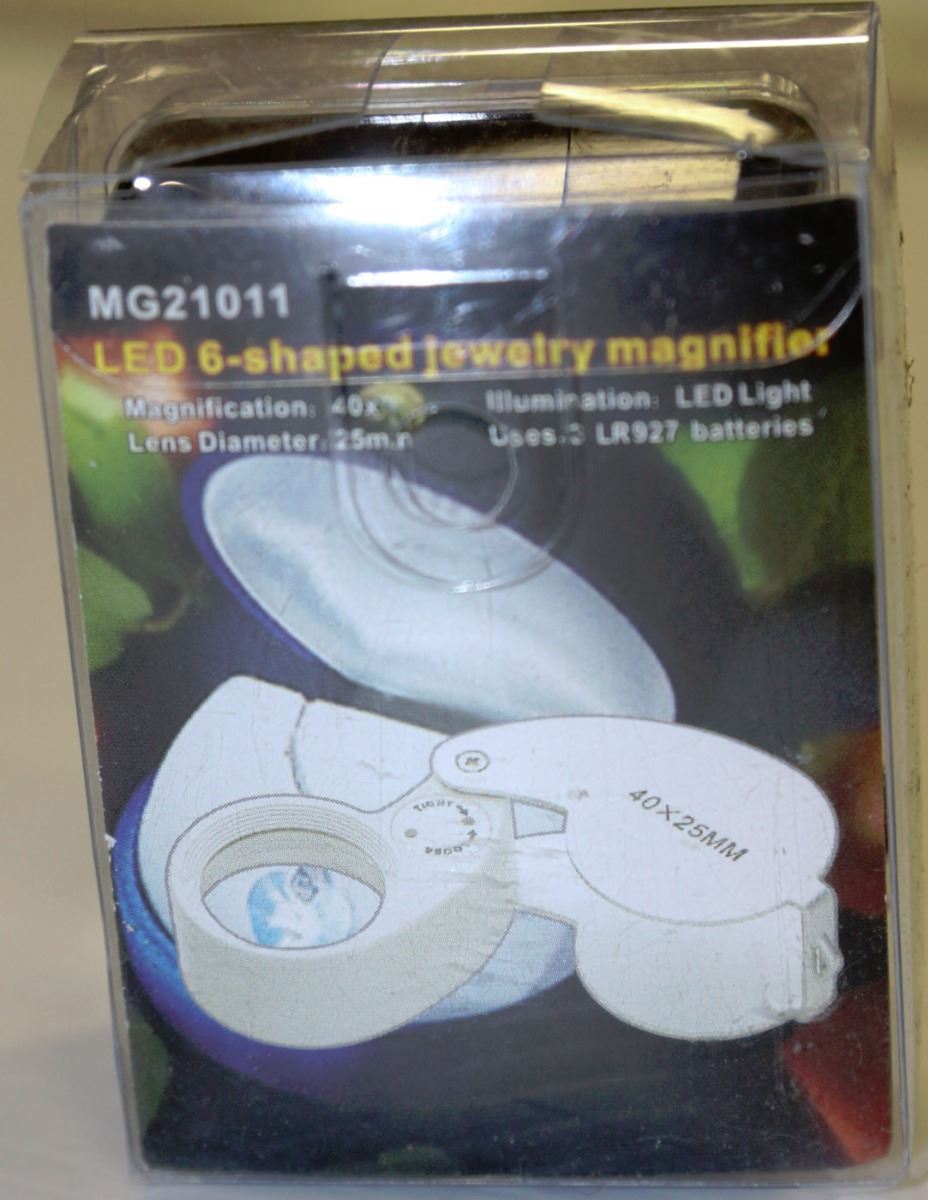 MG21011
LED 6-shaped jewelry magnifier
Magnification: 40x
Illumination: LED Light
Lens Diameter: 25mm
Uses: 3 LR927 batteries
TIGHT
40×25MM